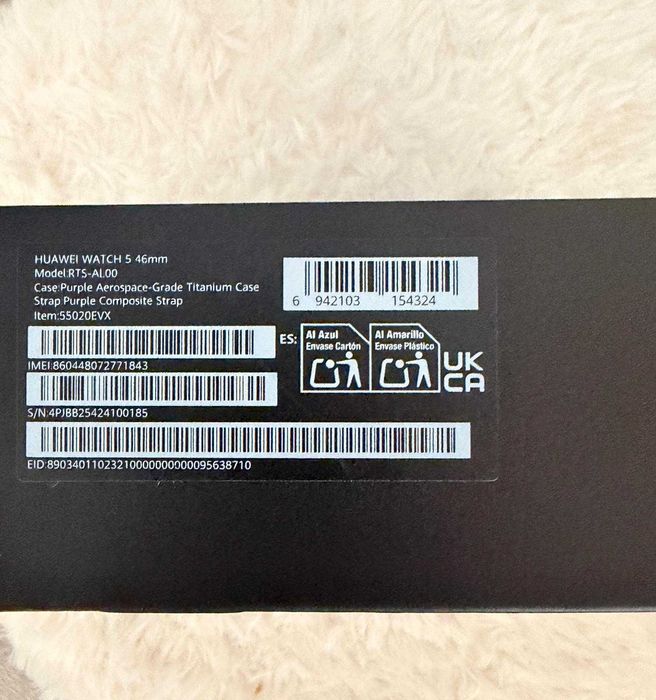 HUAWEI WATCH 5 46mm
Model:RTS-AL00
Case:Purple Aerospace-Grade Titanium Case
Strap:Purple Composite Strap
Item:55020EVX
6 942103 154324
IMEI:860448072771843
S/N:4PJBB25424100185
EID:89034011023210000000000095638710
ES:
Al Azul
Envase Cartón
Al Amarillo
Envase Plástico
UK
CA